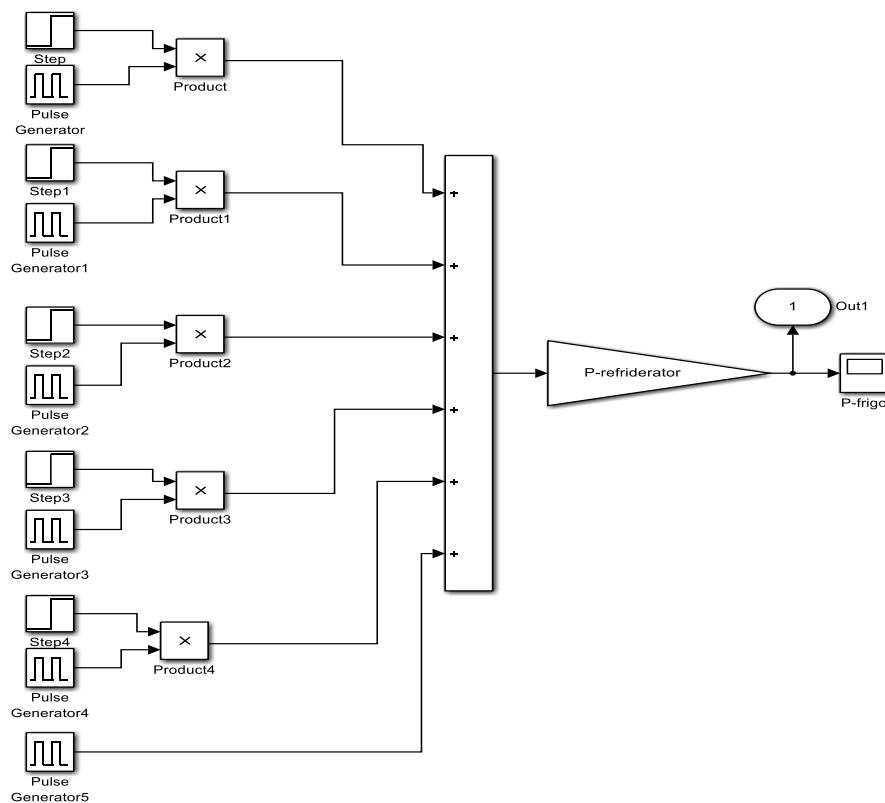 Step
×
Product
Pulse
Generator
Step1
×
Product1
Pulse
Generator1
Step2
×
Product2
Pulse
Generator2
Step3
×
Product3
Pulse
Generator3
Step4
×
Product4
Pulse
Generator4
Pulse
Generator5
+
+
+
+
+
+
P-refriderator
1
Out1
P-frigo